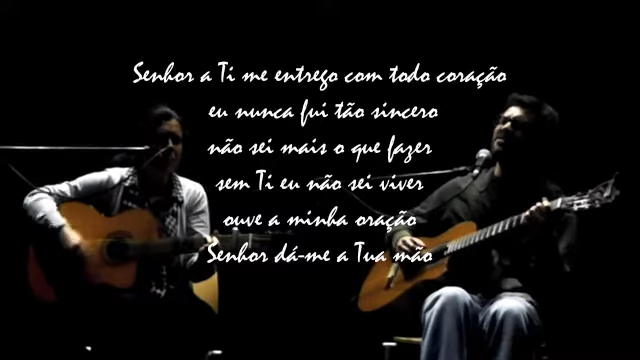 Senhor a Ti me entrego com todo coração
eu nunca fui tão sincero
não sei mais o que fazer
sem Ti eu não sei viver
ouve a minha oração
Senhor dá-me a Tua mão